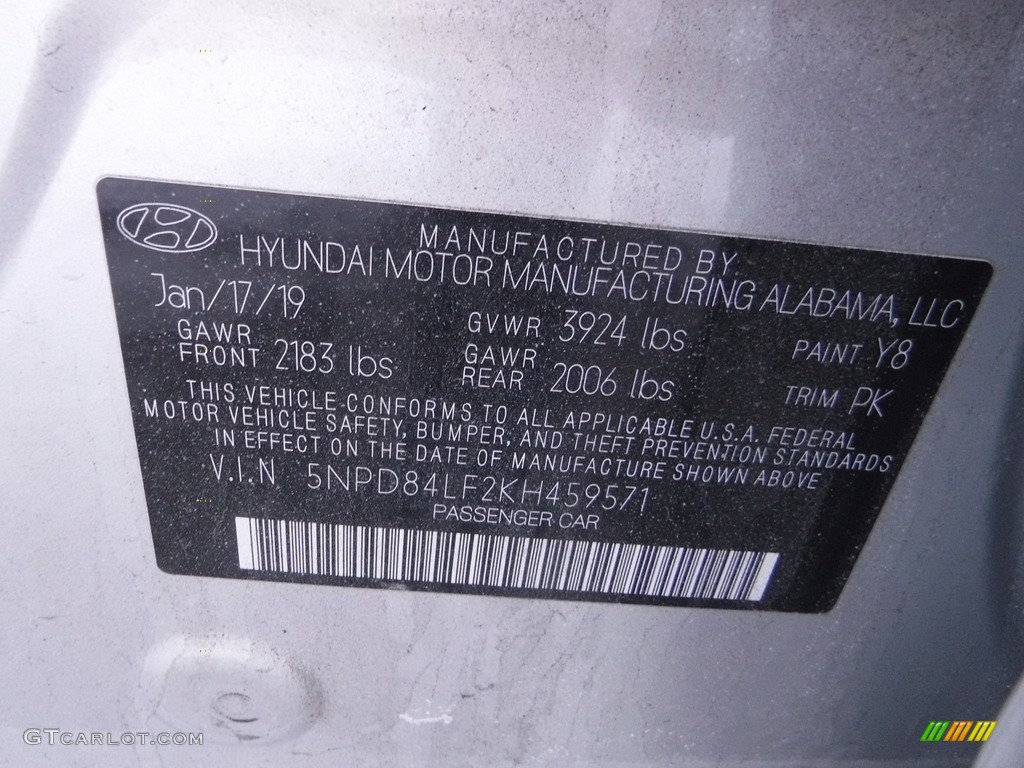 MANUFACTURED BY
HYUNDAI MOTOR MANUFACTURING ALABAMA, LLC
Jan/17/19
GVWR 3924 lbs
PAINT Y8
GAWR FRONT 2183 lbs
GAWR REAR 2006 lbs
TRIM PK
THIS VEHICLE CONFORMS TO ALL APPLICABLE U.S.A. FEDERAL
MOTOR VEHICLE SAFETY, BUMPER, AND THEFT PREVENTION STANDARDS
IN EFFECT ON THE DATE OF MANUFACTURE SHOWN ABOVE
V.I.N 5NPD84LF2KH459571
PASSENGER CAR
GTCARLOT.COM